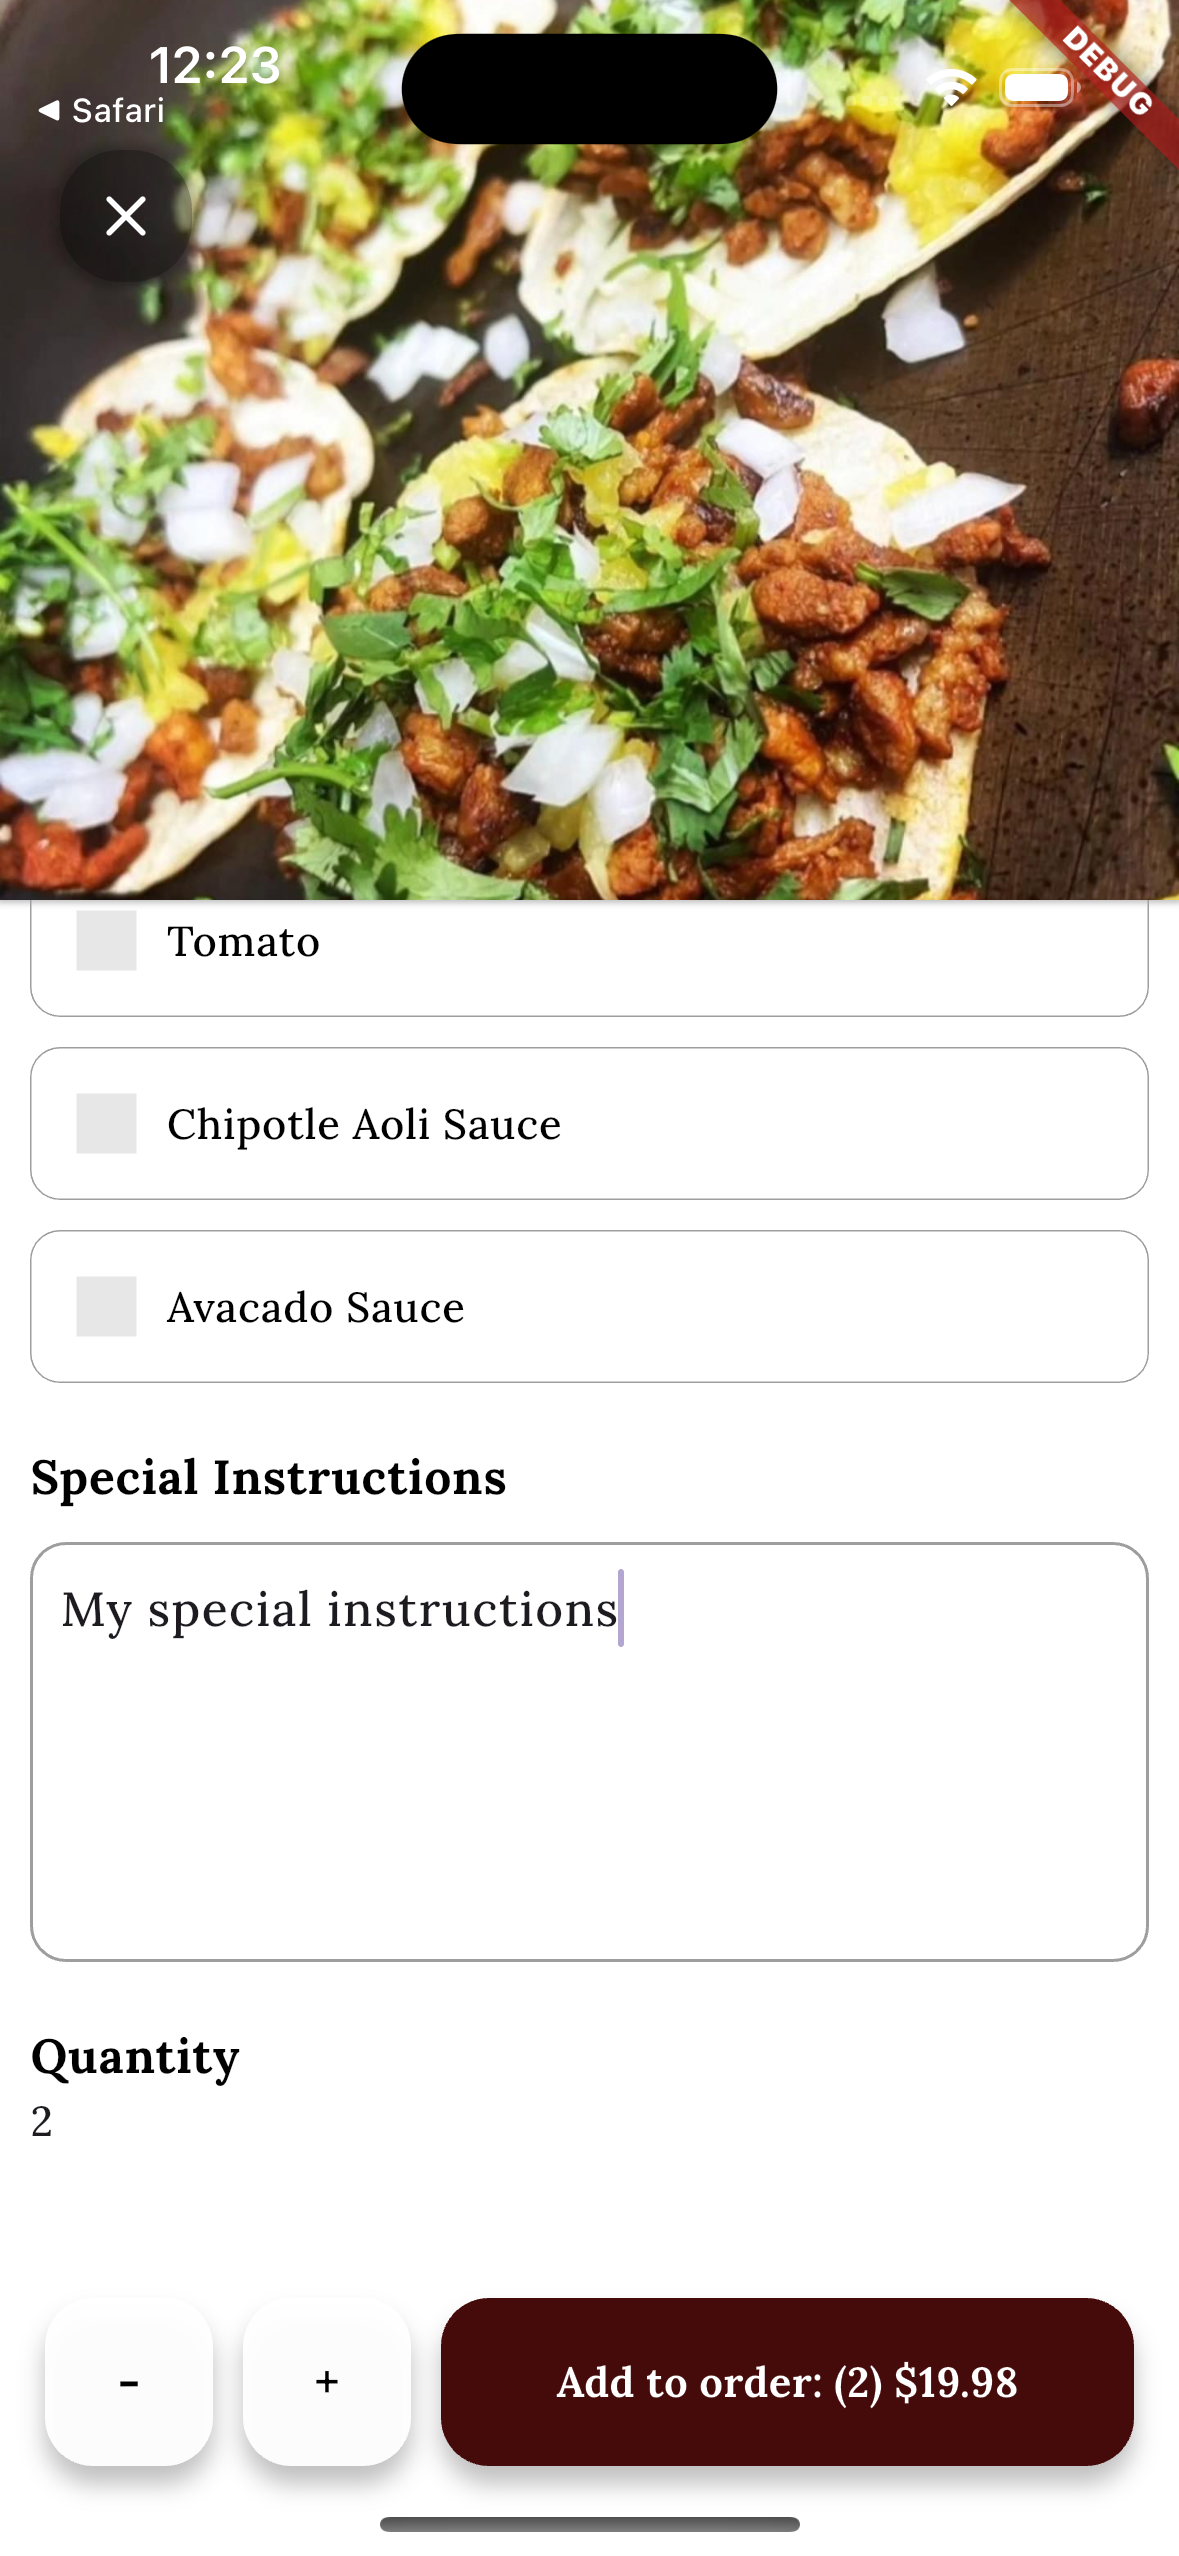 12:23
Safari
DEBUG
Tomato
Chipotle Aoli Sauce
Avacado Sauce
Special Instructions
My special instructions
Quantity
2
-
+
Add to order: (2) $19.98